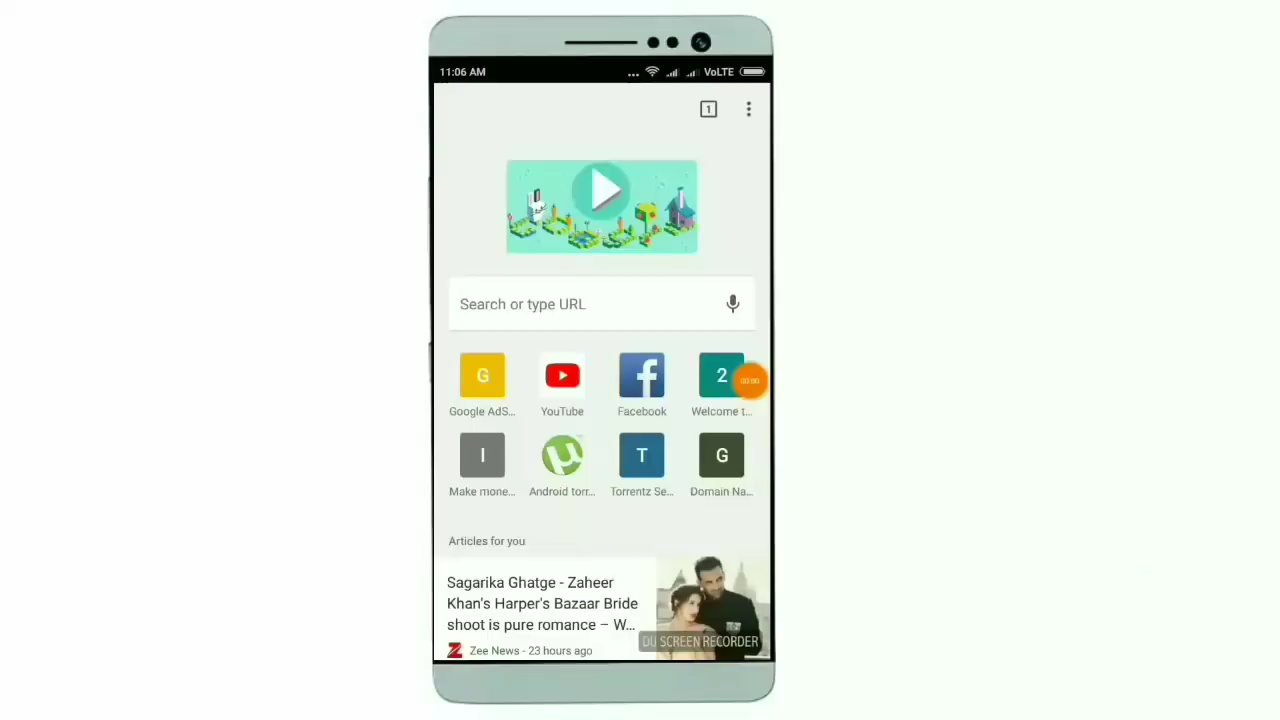 11:06 AM
... VoLTE
1
Search or type URL
G
2
00:00
Google AdS...
YouTube
Facebook
Welcome t...
I
µ
T
G
Make mone...
Android torr...
Torrentz Se...
Domain Na...
Articles for you
Sagarika Ghatge - Zaheer
Khan's Harper's Bazaar Bride
shoot is pure romance – W...
DU SCREEN RECORDER
Z Zee News - 23 hours ago